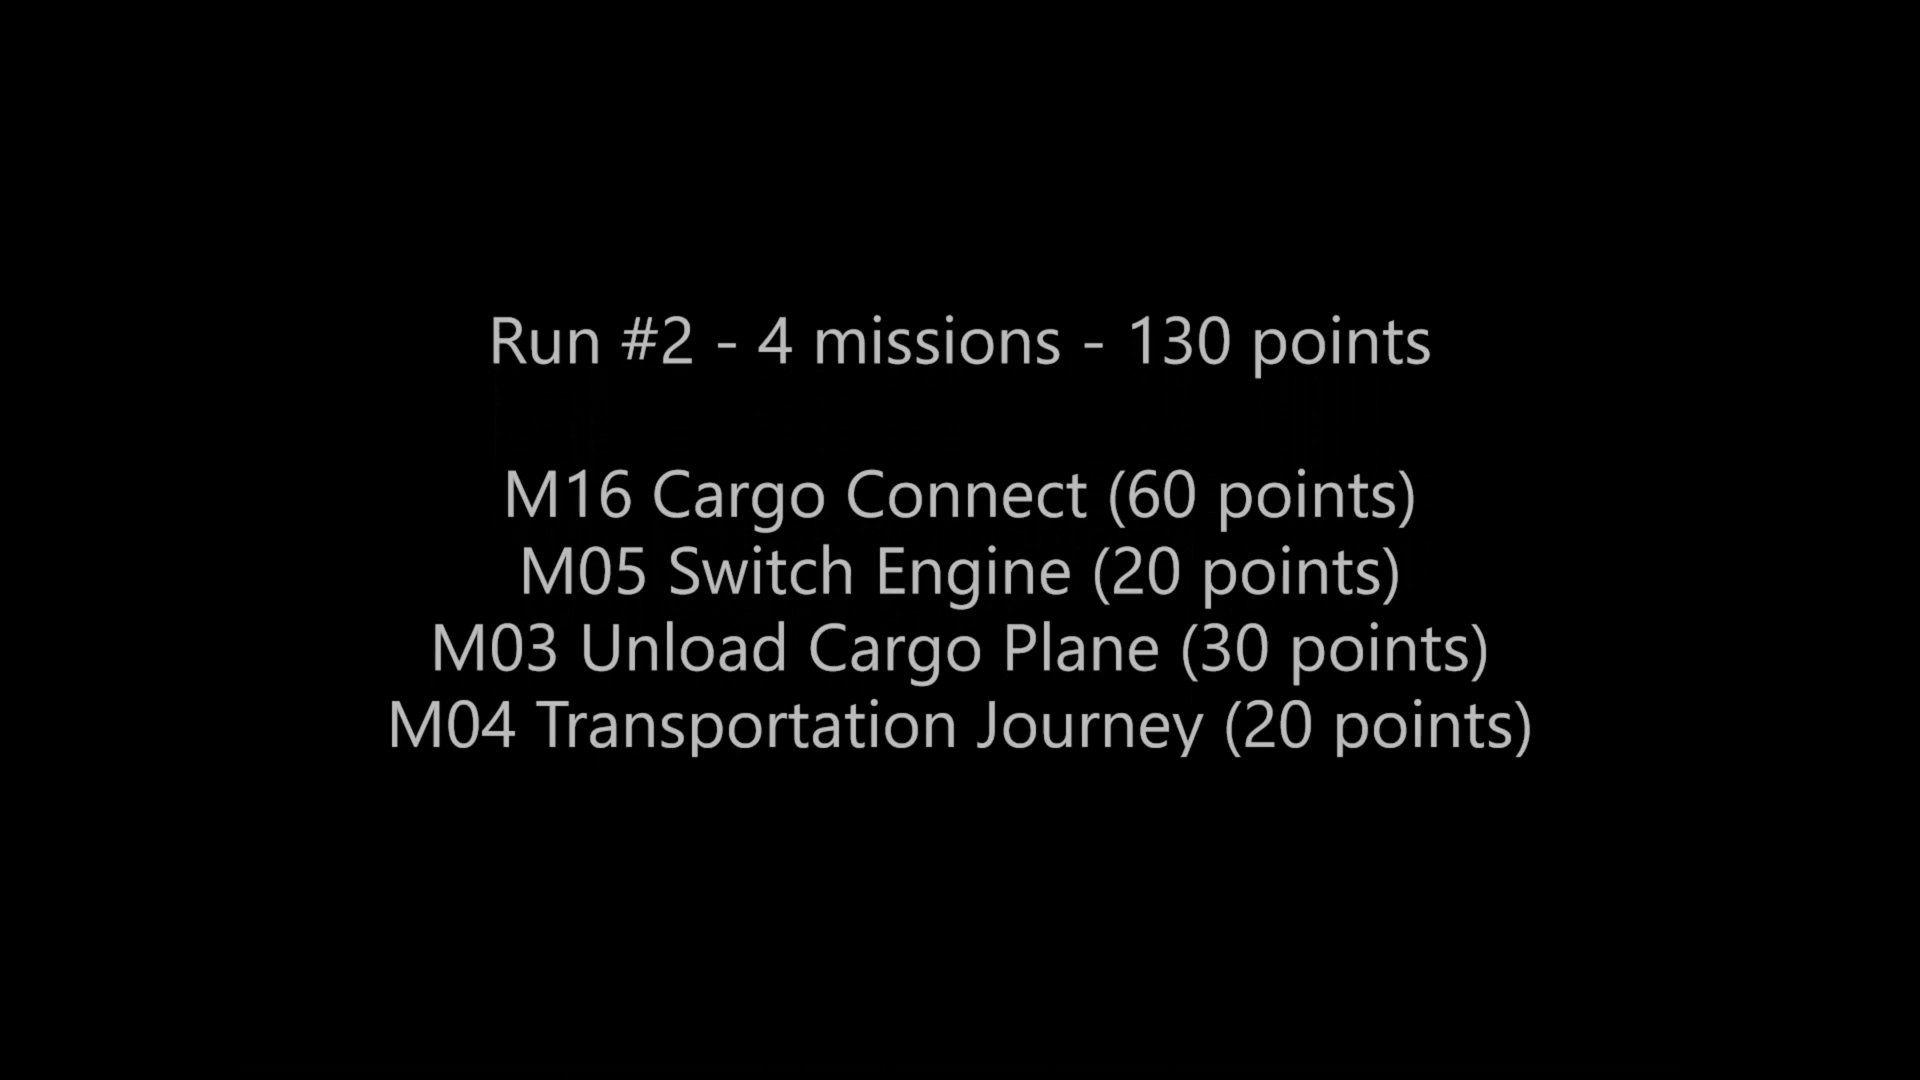 Run #2 - 4 missions - 130 points
M16 Cargo Connect (60 points)
M05 Switch Engine (20 points)
M03 Unload Cargo Plane (30 points)
M04 Transportation Journey (20 points)